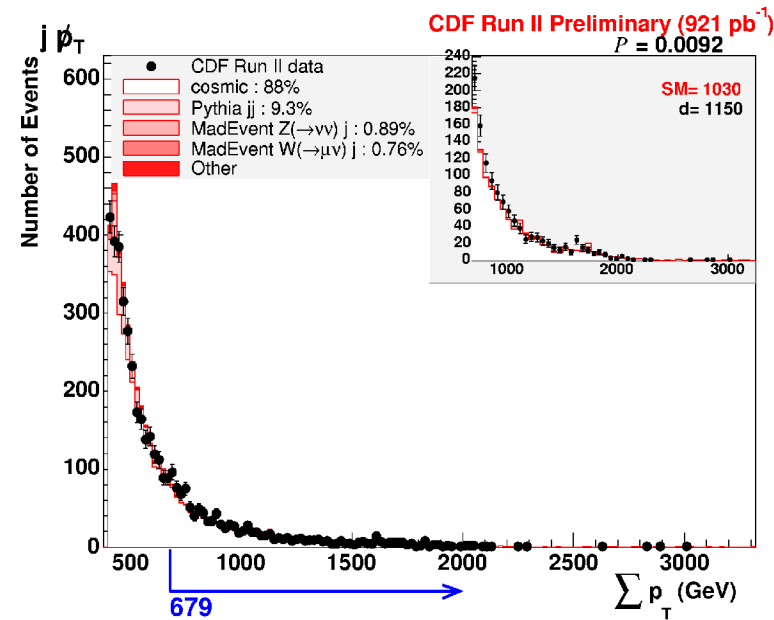 j p̸T
CDF Run II Preliminary (921 pb-1)
P = 0.0092
Number of Events
CDF Run II data
cosmic : 88%
Pythia jj : 9.3%
MadEvent Z(→νν) j : 0.89%
MadEvent W(→μν) j : 0.76%
Other
600
500
400
300
200
100
0
500
1000
1500
2000
2500
3000
240
220
200
180
160
140
120
100
80
60
40
20
0
SM= 1030
d= 1150
1000
2000
3000
679
∑ pT (GeV)